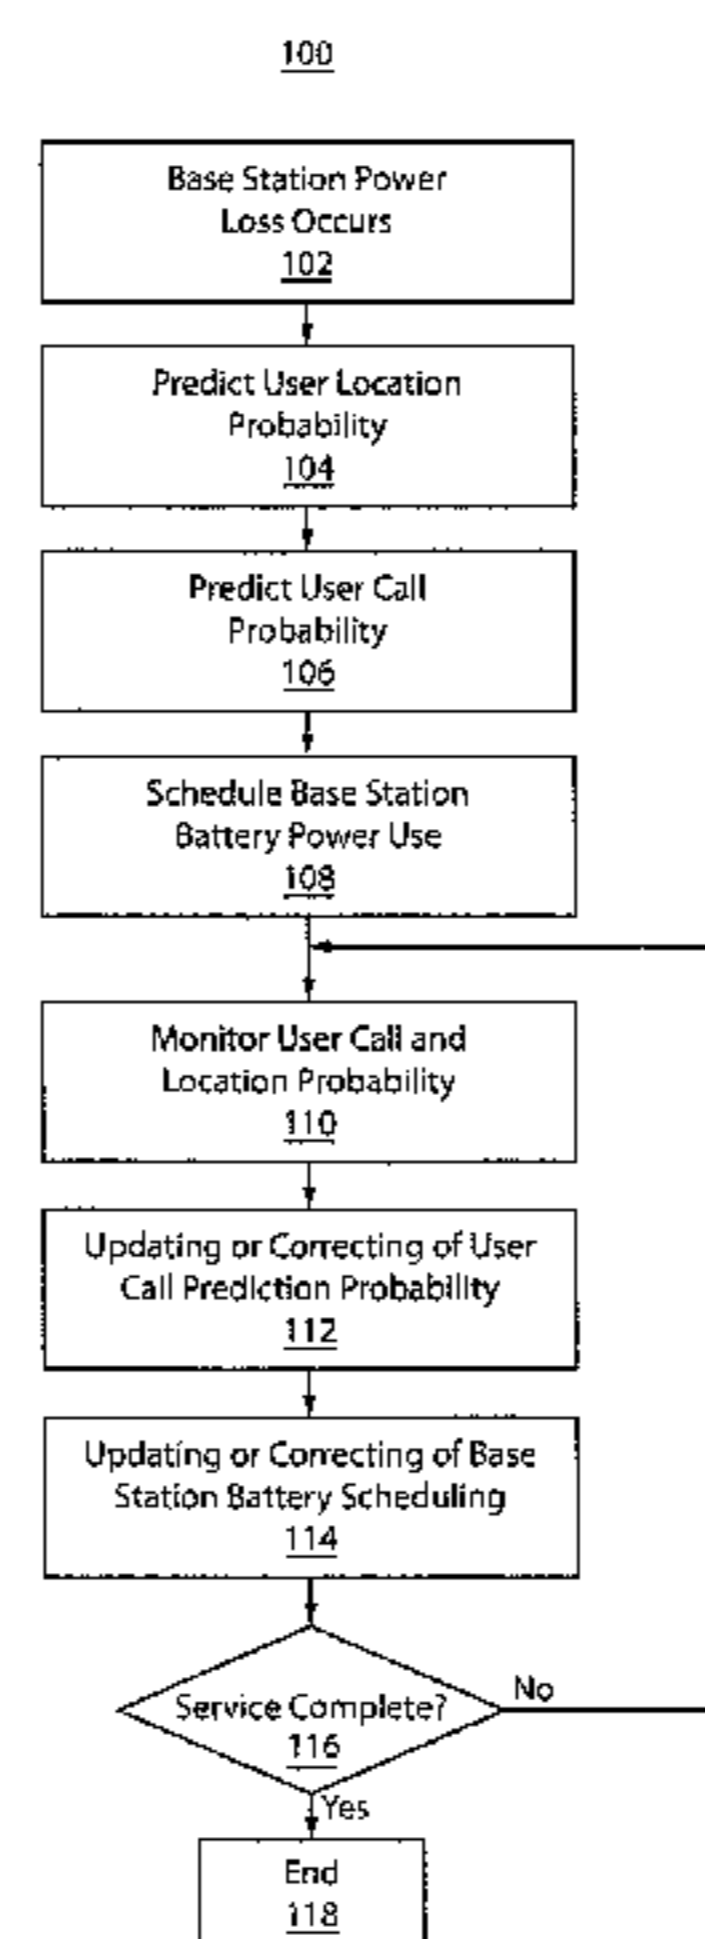 100
Base Station Power
Loss Occurs
102
Predict User Location
Probability
104
Predict User Call
Probability
106
Schedule Base Station
Battery Power Use
108
Monitor User Call and
Location Probability
110
Updating or Correcting of User
Call Prediction Probability
112
Updating or Correcting of Base
Station Battery Scheduling
114
Service Complete?
116
No
Yes
End
118